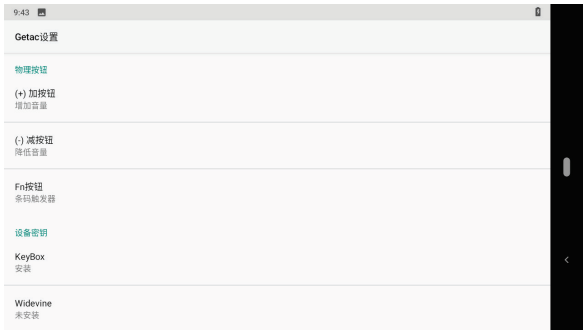 9:43
Getac设置
物理按钮
(+) 加按钮
增加音量
(-) 减按钮
降低音量
Fn按钮
条码触发器
设备密钥
KeyBox
安装
Widevine
未安装